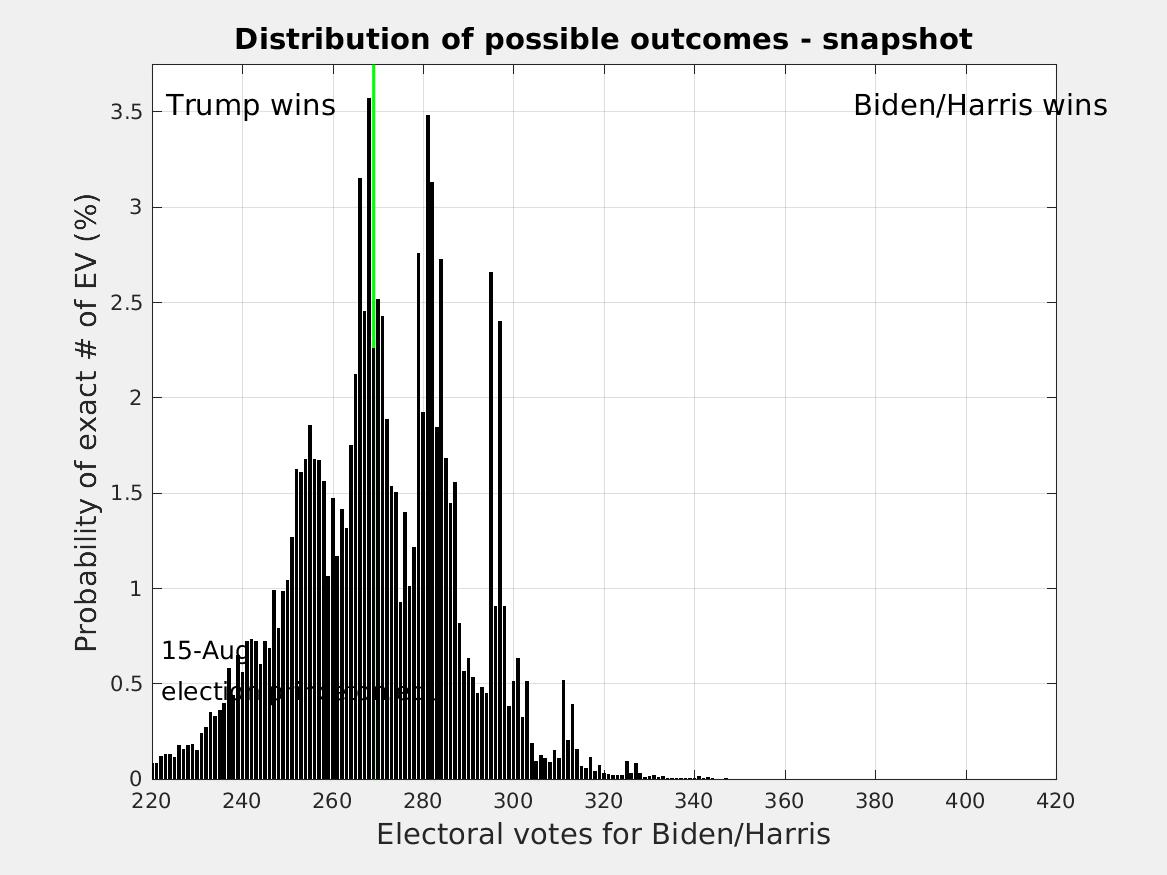 Distribution of possible outcomes - snapshot
Trump wins
Biden/Harris wins
3.5
3
2.5
2
1.5
1
0.5
0
Probability of exact # of EV (%)
15-Aug
220 240 260 280 300 320 340 360 380 400 420
Electoral votes for Biden/Harris